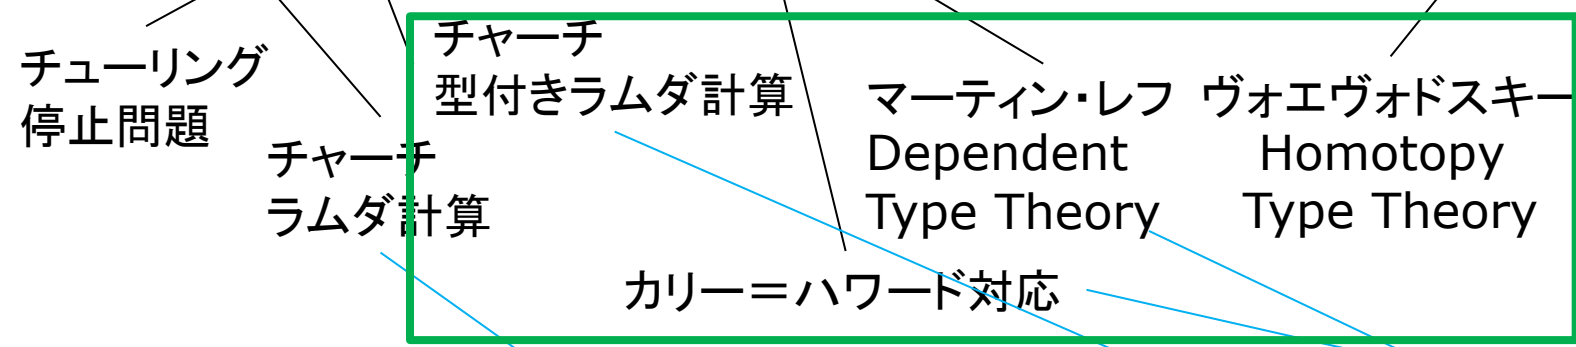 チューリング
停止問題
チャーチ
ラムダ計算
チャーチ
型付きラムダ計算
マーティン・レフ
Dependent
Type Theory
ヴォエヴォドスキー
Homotopy
Type Theory
カリー＝ハワード対応